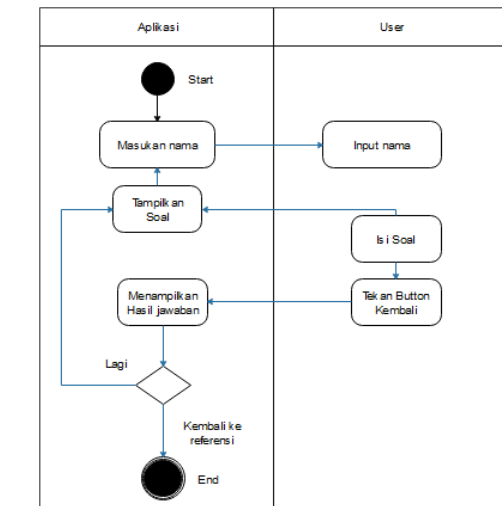 Aplikasi
User
Start
Masukan nama
Input nama
Tampilkan
Soal
Isi Soal
Menampilkan
Hasil jawaban
Tekan Button
Kembali
Lagi
Kembali ke
referensi
End